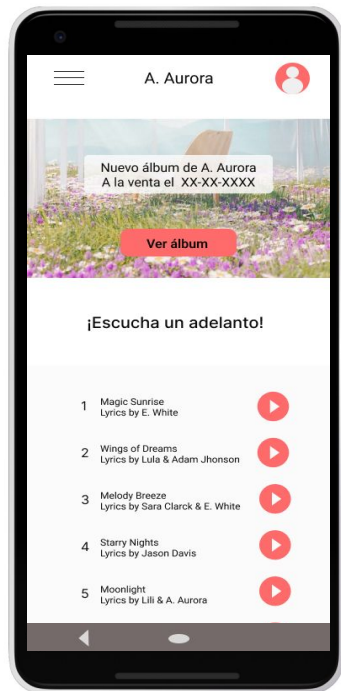 A. Aurora
Nuevo álbum de A. Aurora
A la venta el XX-XX-XXXX
Ver álbum
¡Escucha un adelanto!
1 Magic Sunrise
Lyrics by E. White
2 Wings of Dreams
Lyrics by Lula & Adam Jhonson
3 Melody Breeze
Lyrics by Sara Clarck & E. White
4 Starry Nights
Lyrics by Jason Davis
5 Moonlight
Lyrics by Lili & A. Aurora